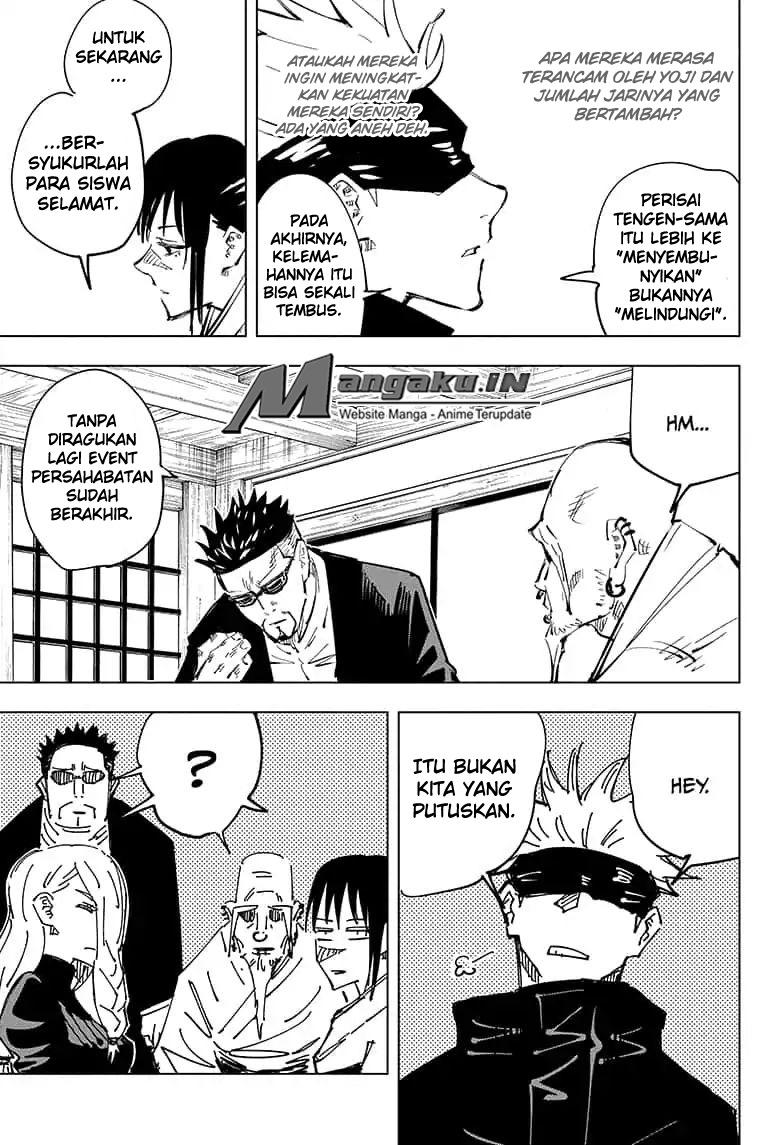 APA MEREKA MERASA
TERANCAM OLEH YOJI DAN
JUMLAH JARINYA YANG
BERTAMBAH?
ATAUKAH MEREKA
INGIN MENINGKAT-
KAN KEKUATAN
MEREKA SENDIRI?
ADA YANG ANEH DEH.
PERISAI
TENGEN-SAMA
ITU LEBIH KE
"MENYEMBU-
NYIKAN"
BUKANNYA
"MELINDUNGI".
PADA
AKHIRNYA,
KELEMA-
HANNYA ITU
BISA SEKALI
TEMBUS.
UNTUK
SEKARANG
...
...BER-
SYUKURLAH
PARA SISWA
SELAMAT.
Mangaku.iN
Website Manga - Anime Terupdate
HM...
TANPA
DIRAGUKAN
LAGI EVENT
PERSAHABATAN
SUDAH
BERAKHIR.
HEY.
ITU BUKAN
KITA YANG
PUTUSKAN.
?